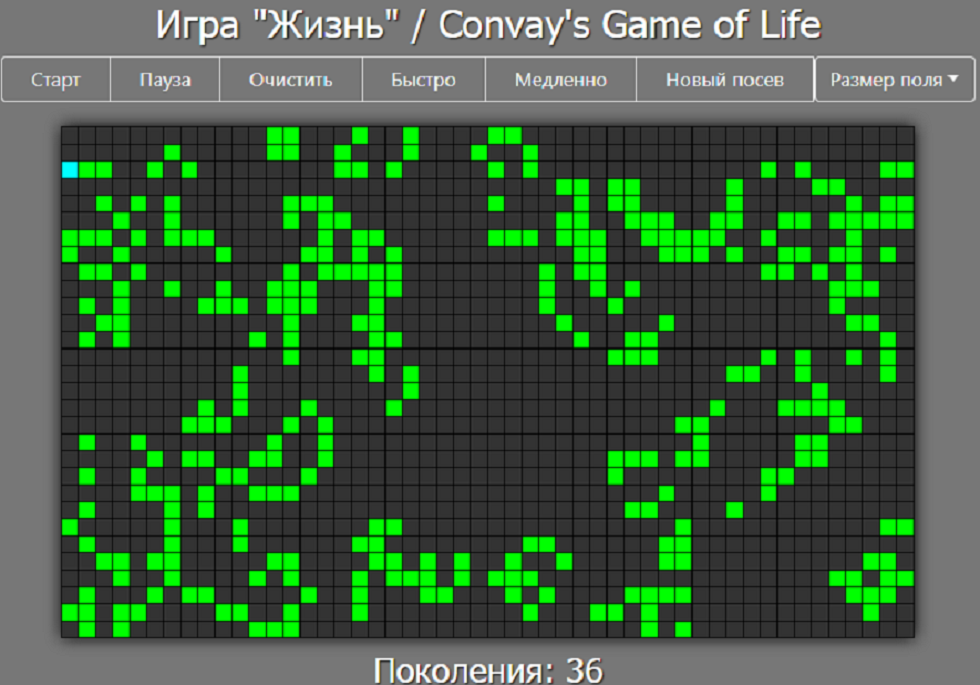 Игра "Жизнь" / Convay's Game of Life
Старт Пауза Очистить Быстро Медленно Новый посев Размер поля
Поколения: 36